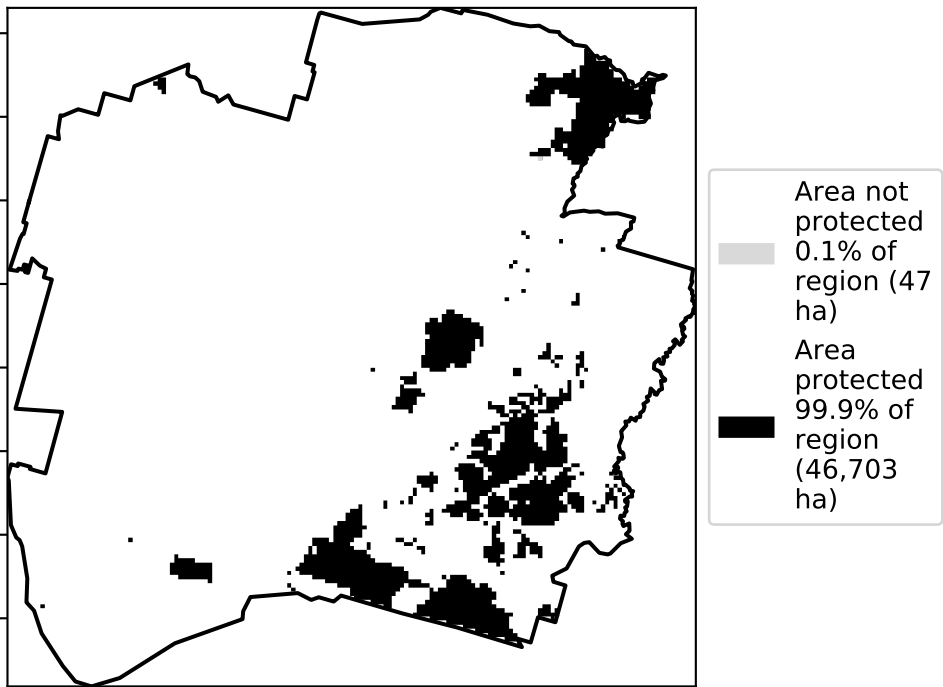 Area not
protected
0.1% of
region (47
ha)
Area
protected
99.9% of
region
(46,703
ha)